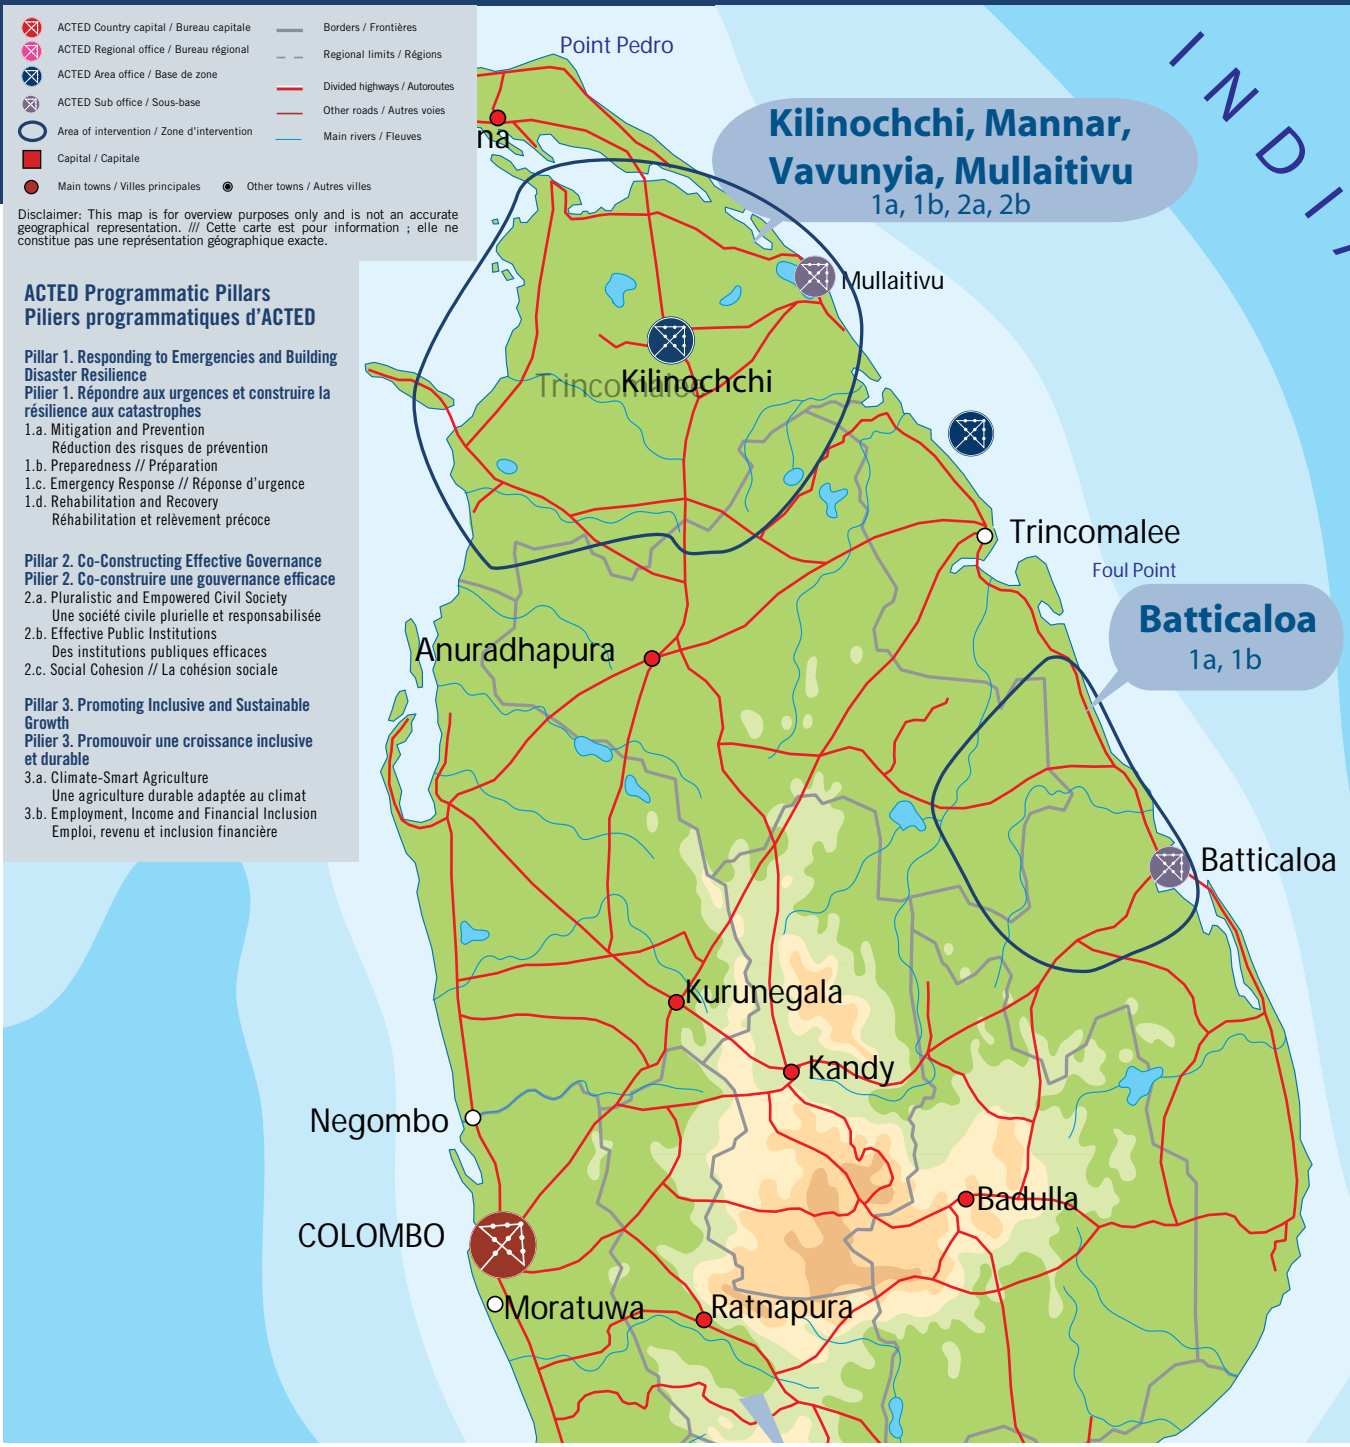 ACTED Country capital / Bureau capitale
ACTED Regional office / Bureau régional
ACTED Area office / Base de zone
ACTED Sub office / Sous-base
Area of intervention / Zone d'intervention
Capital / Capitale
Main towns / Villes principales
Other towns / Autres villes
Borders / Frontières
Regional limits / Régions
Divided highways / Autoroutes
Other roads / Autres voies
Main rivers / Fleuves
Disclaimer: This map is for overview purposes only and is not an accurate
geographical representation. /// Cette carte est pour information ; elle ne
constitue pas une représentation géographique exacte.
ACTED Programmatic Pillars
Piliers programmatiques d'ACTED
Pillar 1. Responding to Emergencies and Building
Disaster Resilience
Pilier 1. Répondre aux urgences et construire la
résilience aux catastrophes
1.a. Mitigation and Prevention
Réduction des risques de prévention
1.b. Preparedness // Préparation
1.c. Emergency Response // Réponse d'urgence
1.d. Rehabilitation and Recovery
Réhabilitation et relèvement précoce
Pillar 2. Co-Constructing Effective Governance
Pilier 2. Co-construire une gouvernance efficace
2.a. Pluralistic and Empowered Civil Society
Une société civile plurielle et responsabilisée
2.b. Effective Public Institutions
Des institutions publiques efficaces
2.c. Social Cohesion // La cohésion sociale
Pillar 3. Promoting Inclusive and Sustainable
Growth
Pilier 3. Promouvoir une croissance inclusive
et durable
3.a. Climate-Smart Agriculture
Une agriculture durable adaptée au climat
3.b. Employment, Income and Financial Inclusion
Emploi, revenu et inclusion financière
Point Pedro
INDI
na
Kilinochchi, Mannar,
Vavunyia, Mullaitivu
1a, 1b, 2a, 2b
Mullaitivu
Trincomalee
Kilinochchi
Trincomalee
Foul Point
Batticaloa
1a, 1b
Anuradhapura
Batticaloa
Kurunegala
Kandy
Negombo
Badulla
COLOMBO
Moratuwa
Ratnapura